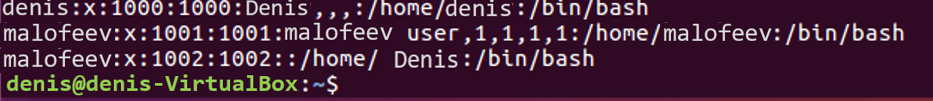 denis:x:1000:1000:Denis,,,:/home/denis:/bin/bash
malofeev:x:1001:1001:malofeev user,1,1,1,1:/home/malofeev:/bin/bash
malofeev:x:1002:1002::/home/ Denis:/bin/bash
denis@denis-VirtualBox:~$